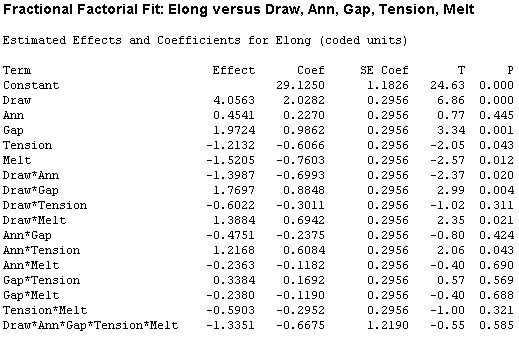 Fractional Factorial Fit: Elong versus Draw, Ann, Gap, Tension, Melt
Estimated Effects and Coefficients for Elong (coded units)
Term Effect Coef SE Coef T P
Constant 29.1250 1.1826 24.63 0.000
Draw 4.0563 2.0282 0.2956 6.86 0.000
Ann 0.4541 0.2270 0.2956 0.77 0.445
Gap 1.9724 0.9862 0.2956 3.34 0.001
Tension -1.2132 -0.6066 0.2956 -2.05 0.043
Melt -1.5205 -0.7603 0.2956 -2.57 0.012
Draw*Ann -1.3987 -0.6993 0.2956 -2.37 0.020
Draw*Gap 1.7697 0.8848 0.2956 2.99 0.004
Draw*Tension -0.6022 -0.3011 0.2956 -1.02 0.311
Draw*Melt 1.3884 0.6942 0.2956 2.35 0.021
Ann*Gap -0.4751 -0.2375 0.2956 -0.80 0.424
Ann*Tension 1.2168 0.6084 0.2956 2.06 0.043
Ann*Melt -0.2363 -0.1182 0.2956 -0.40 0.690
Gap*Tension 0.3384 0.1692 0.2956 0.57 0.569
Gap*Melt -0.2380 -0.1190 0.2956 -0.40 0.688
Tension*Melt -0.5903 -0.2952 0.2956 -1.00 0.321
Draw*Ann*Gap*Tension*Melt -1.3351 -0.6675 1.2190 -0.55 0.585